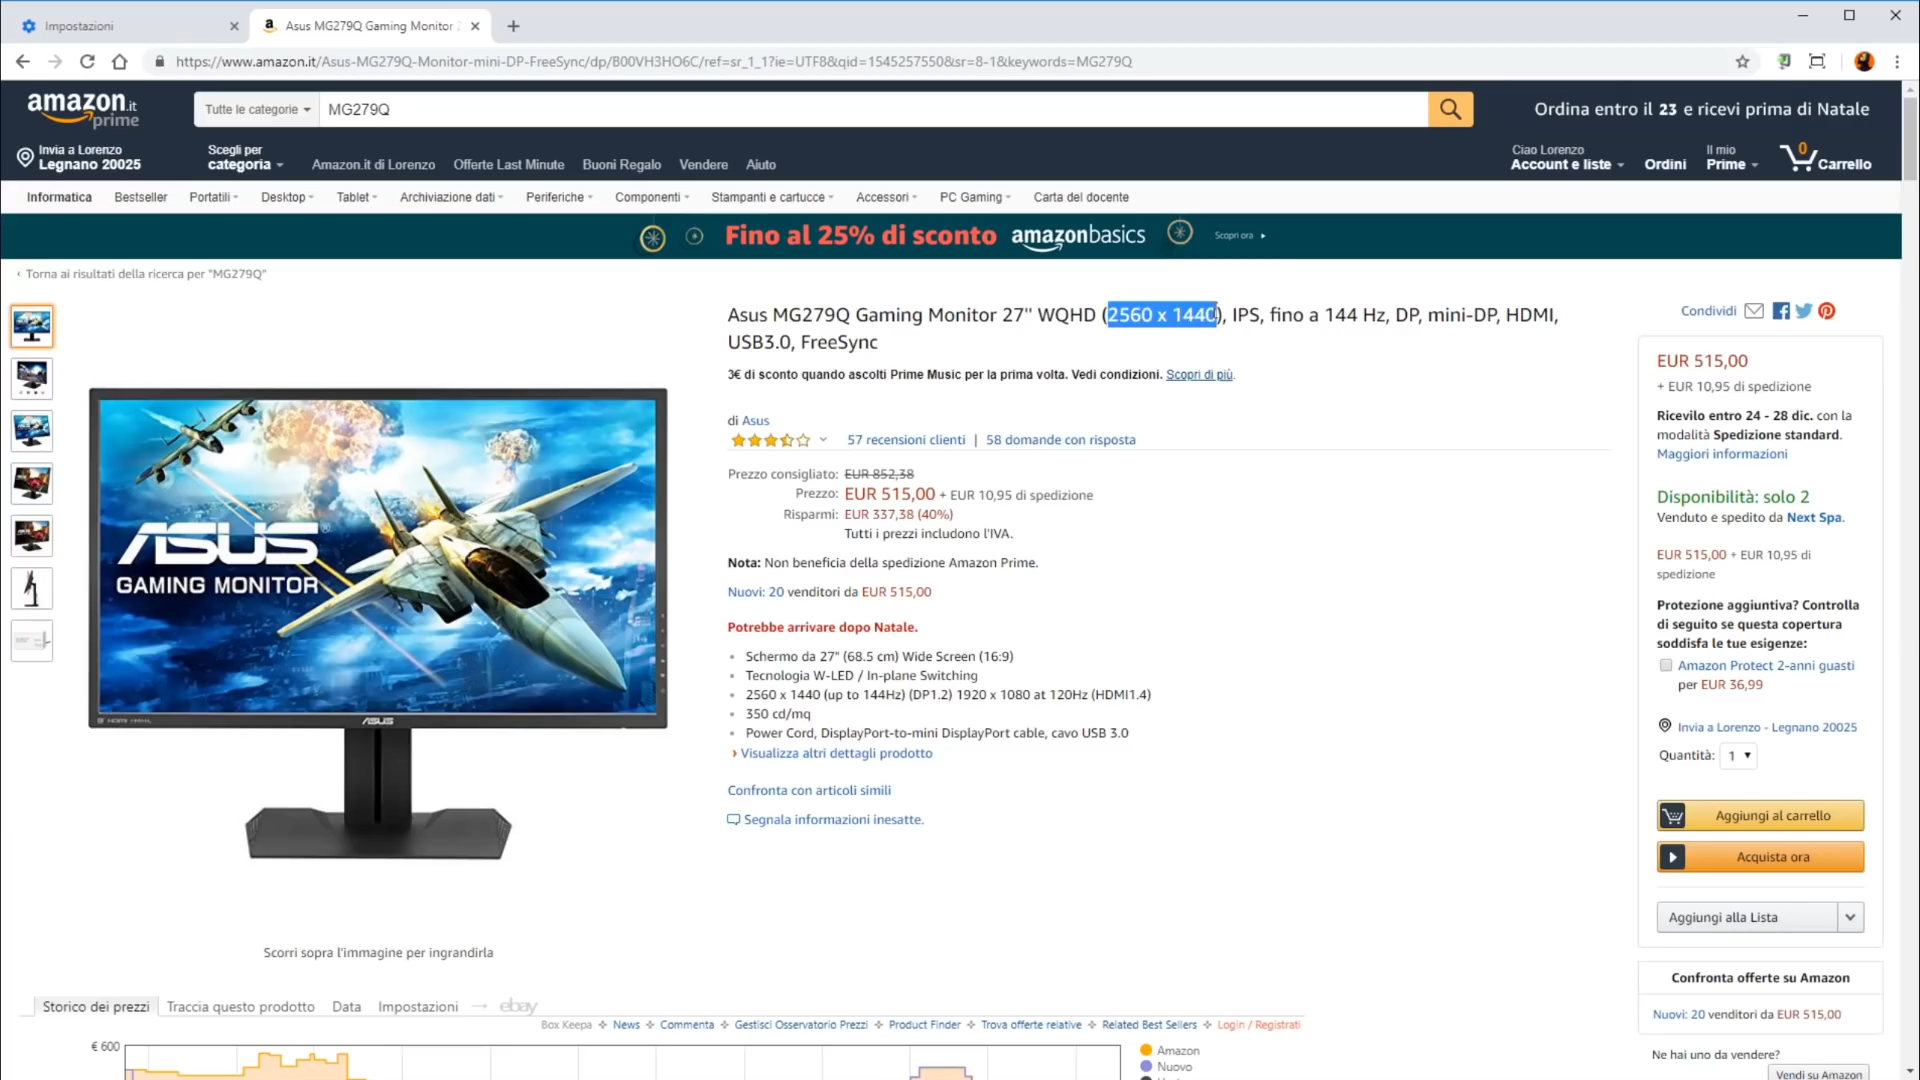 Impostazioni
Asus MG279Q Gaming Monitor 2
https://www.amazon.it/Asus-MG279Q-Monitor-mini-DP-FreeSync/dp/B00VH3HO6C/ref=sr_1_1?ie=UTF8&qid=1545257550&sr=8-1&keywords=MG279Q
amazon.it
prime
Tutte le categorie
MG279Q
Ordina entro il 23 e ricevi prima di Natale
Invia a Lorenzo
Legnano 20025
Scegli per
categoria
Amazon.it di Lorenzo
Offerte Last Minute
Buoni Regalo
Vendere
Aiuto
Ciao Lorenzo
Account e liste
Ordini
Il mio
Prime
0
Carrello
Informatica
Bestseller
Portatili
Desktop
Tablet
Archiviazione dati
Periferiche
Componenti
Stampanti e cartucce
Accessori
PC Gaming
Carta del docente
Fino al 25% di sconto amazonbasics
Scopri ora
‹ Torna ai risultati della ricerca per "MG279Q"
Asus MG279Q Gaming Monitor 27'' WQHD (2560 x 1440), IPS, fino a 144 Hz, DP, mini-DP, HDMI,
USB3.0, FreeSync
3€ di sconto quando ascolti Prime Music per la prima volta. Vedi condizioni. Scopri di più.
di Asus
57 recensioni clienti | 58 domande con risposta
Prezzo consigliato: EUR 852,38
Prezzo: EUR 515,00 + EUR 10,95 di spedizione
Risparmi: EUR 337,38 (40%)
Tutti i prezzi includono l'IVA.
Nota: Non beneficia della spedizione Amazon Prime.
Nuovi: 20 venditori da EUR 515,00
Potrebbe arrivare dopo Natale.
Schermo da 27" (68.5 cm) Wide Screen (16:9)
Tecnologia W-LED / In-plane Switching
2560 x 1440 (up to 144Hz) (DP1.2) 1920 x 1080 at 120Hz (HDMI1.4)
350 cd/mq
Power Cord, DisplayPort-to-mini DisplayPort cable, cavo USB 3.0
› Visualizza altri dettagli prodotto
Confronta con articoli simili
Segnala informazioni inesatte.
ASUS
GAMING MONITOR
HDMI
ASUS
Scorri sopra l'immagine per ingrandirla
Condividi
EUR 515,00
+ EUR 10,95 di spedizione
Ricevilo entro 24 - 28 dic. con la
modalità Spedizione standard.
Maggiori informazioni
Disponibilità: solo 2
Venduto e spedito da Next Spa.
EUR 515,00 + EUR 10,95 di
spedizione
Protezione aggiuntiva? Controlla
di seguito se questa copertura
soddisfa le tue esigenze:
Amazon Protect 2-anni guasti
per EUR 36,99
Invia a Lorenzo - Legnano 20025
Quantità: 1
Aggiungi al carrello
Acquista ora
Aggiungi alla Lista
Confronta offerte su Amazon
Nuovi: 20 venditori da EUR 515,00
Ne hai uno da vendere?
Vendi su Amazon
Storico dei prezzi
Traccia questo prodotto
Data
Impostazioni
ebay
Box Keepa
News
Commenta
Gestisci Osservatorio Prezzi
Product Finder
Trova offerte relative
Related Best Sellers
Login / Registrati
€ 600
Amazon
Nuovo